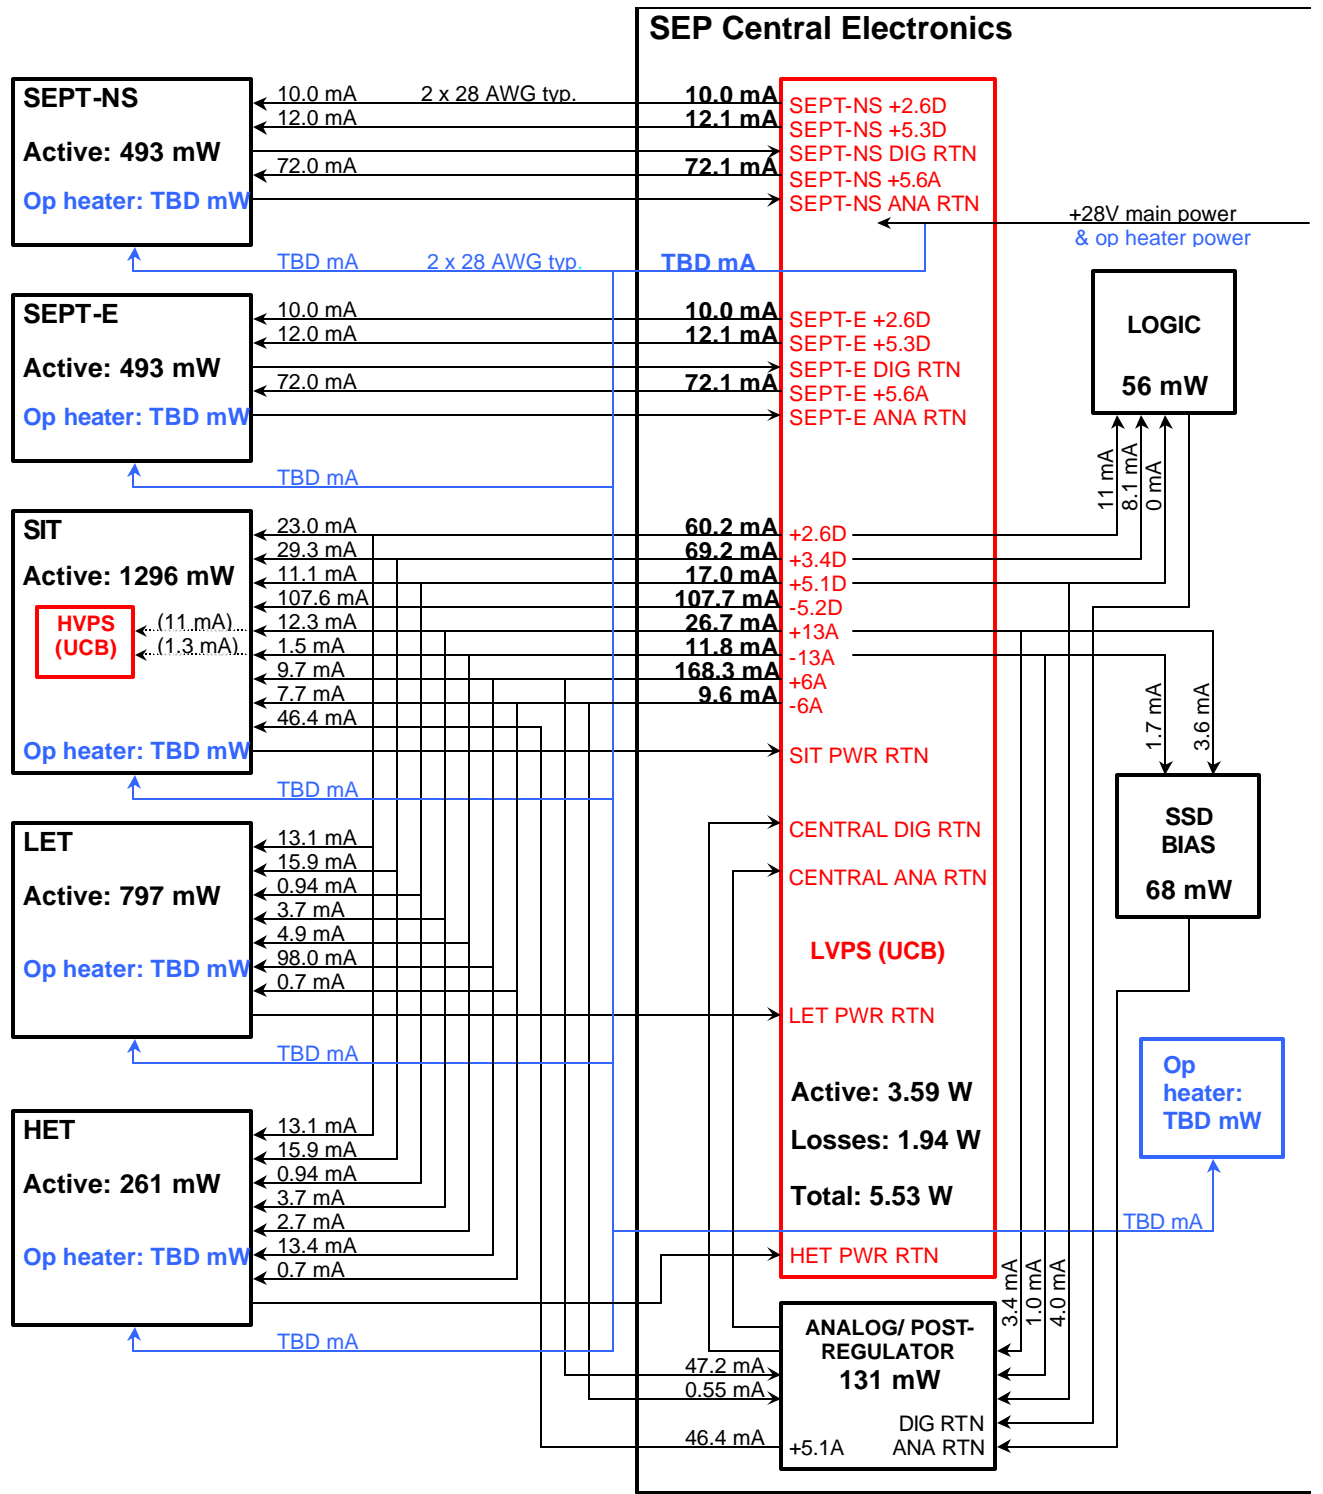 SEP Central Electronics
SEPT-NS
Active: 493 mW
Op heater: TBD mW
10.0 mA
2 x 28 AWG typ.
12.0 mA
72.0 mA
10.0 mA
12.1 mA
72.1 mA
SEPT-NS +2.6D
SEPT-NS +5.3D
SEPT-NS DIG RTN
SEPT-NS +5.6A
SEPT-NS ANA RTN
+28V main power
& op heater power
TBD mA
2 x 28 AWG typ.
TBD mA
SEPT-E
Active: 493 mW
Op heater: TBD mW
10.0 mA
12.0 mA
72.0 mA
10.0 mA
12.1 mA
72.1 mA
SEPT-E +2.6D
SEPT-E +5.3D
SEPT-E DIG RTN
SEPT-E +5.6A
SEPT-E ANA RTN
LOGIC
56 mW
TBD mA
11 mA
8.1 mA
0 mA
SIT
Active: 1296 mW
HVPS
(UCB)
(11 mA)
(1.3 mA)
Op heater: TBD mW
23.0 mA
29.3 mA
11.1 mA
107.6 mA
12.3 mA
1.5 mA
9.7 mA
7.7 mA
46.4 mA
60.2 mA
69.2 mA
17.0 mA
107.7 mA
26.7 mA
11.8 mA
168.3 mA
9.6 mA
+2.6D
+3.4D
+5.1D
-5.2D
+13A
-13A
+6A
-6A
SIT PWR RTN
1.7 mA
3.6 mA
TBD mA
SSD
BIAS
68 mW
LET
Active: 797 mW
Op heater: TBD mW
13.1 mA
15.9 mA
0.94 mA
3.7 mA
4.9 mA
98.0 mA
0.7 mA
CENTRAL DIG RTN
CENTRAL ANA RTN
LVPS (UCB)
LET PWR RTN
TBD mA
Active: 3.59 W
Losses: 1.94 W
Total: 5.53 W
Op
heater:
TBD mW
HET
Active: 261 mW
Op heater: TBD mW
13.1 mA
15.9 mA
0.94 mA
3.7 mA
2.7 mA
13.4 mA
0.7 mA
TBD mA
HET PWR RTN
3.4 mA
1.0 mA
4.0 mA
TBD mA
ANALOG/ POST-
REGULATOR
131 mW
47.2 mA
0.55 mA
46.4 mA
DIG RTN
+5.1A
ANA RTN